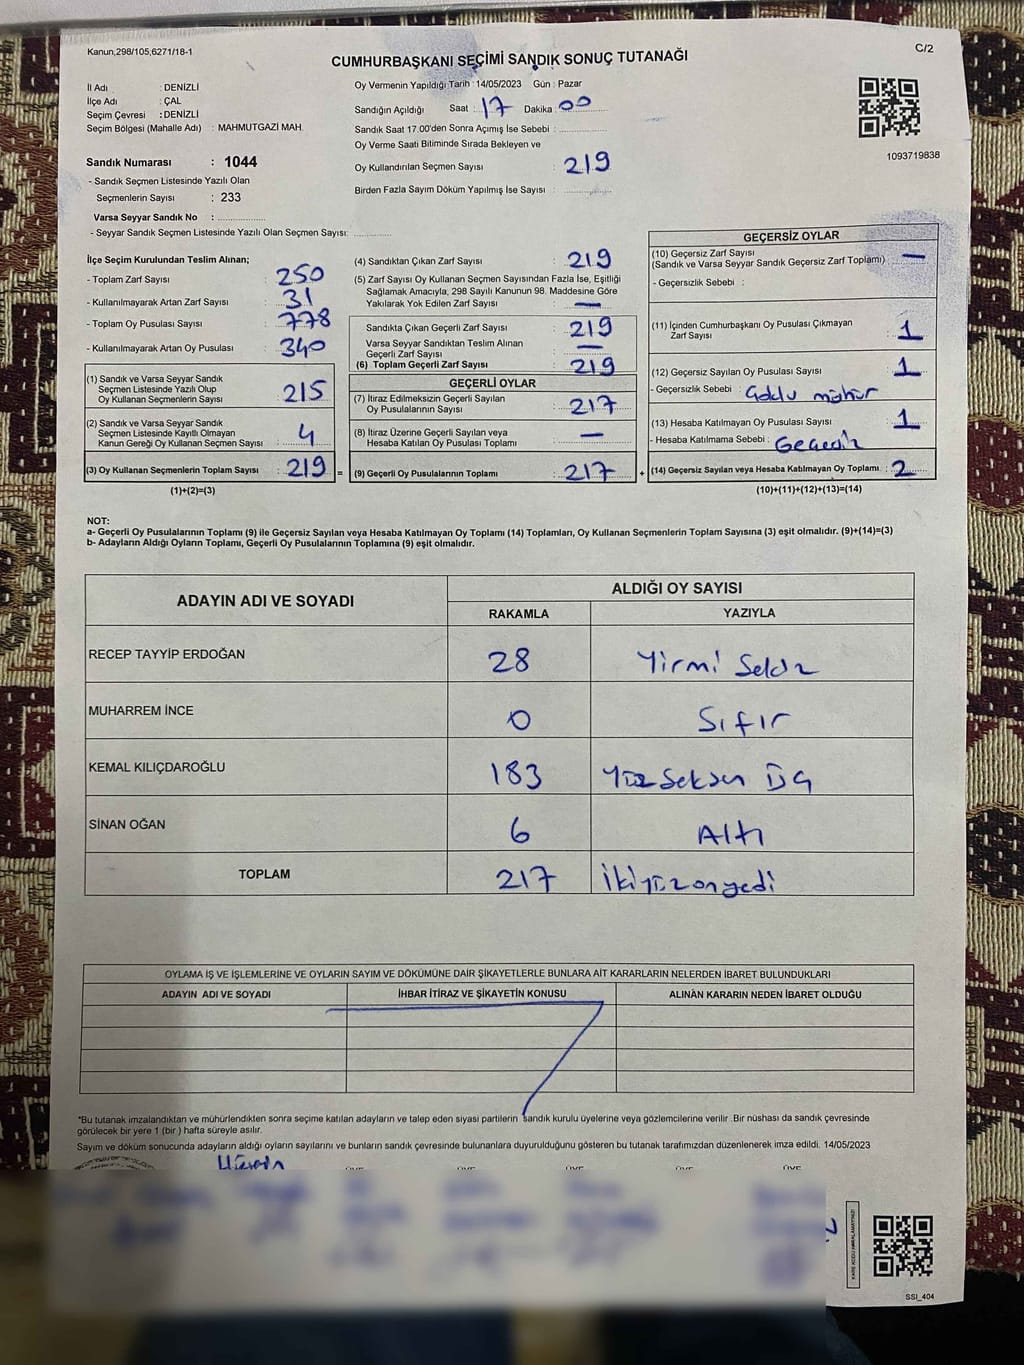 Kanun,298/105,6271/18-1
C/2
CUMHURBAŞKANI SEÇİMİ SANDIK SONUÇ TUTANAĞI
İl Adı : DENİZLİ
İlçe Adı : ÇAL
Seçim Çevresi : DENİZLİ
Seçim Bölgesi (Mahalle Adı) : MAHMUTGAZİ MAH.
Sandık Numarası : 1044
- Sandık Seçmen Listesinde Yazılı Olan
Seçmenlerin Sayısı : 233
Varsa Seyyar Sandık No : ....................
- Seyyar Sandık Seçmen Listesinde Yazılı Olan Seçmen Sayısı: ................
Oy Vermenin Yapıldığı Tarih : 14/05/2023 Gün : Pazar
Sandığın Açıldığı Saat : 17 Dakika : 00
Sandık Saat 17.00'den Sonra Açımış İse Sebebi : ....................
Oy Verme Saati Bitiminde Sırada Bekleyen ve
Oy Kullandırılan Seçmen Sayısı : 219
Birden Fazla Sayım Döküm Yapılmış İse Sayısı : ....................
1093719838
İlçe Seçim Kurulundan Teslim Alınan;
- Toplam Zarf Sayısı : 250
- Kullanılmayarak Artan Zarf Sayısı : 31
- Toplam Oy Pusulası Sayısı : 778
- Kullanılmayarak Artan Oy Pusulası : 340
(1) Sandık ve Varsa Seyyar Sandık
Seçmen Listesinde Yazılı Olup
Oy Kullanan Seçmenlerin Sayısı : 215
(2) Sandık ve Varsa Seyyar Sandık
Seçmen Listesinde Kayıtlı Olmayan
Kanun Gereği Oy Kullanan Seçmen Sayısı : 4
(3) Oy Kullanan Seçmenlerin Toplam Sayısı : 219 =
(1)+(2)=(3)
(4) Sandıktan Çıkan Zarf Sayısı : 219
(5) Zarf Sayısı Oy Kullanan Seçmen Sayısından Fazla İse, Eşitliği
Sağlamak Amacıyla, 298 Sayılı Kanunun 98. Maddesine Göre
Yakılarak Yok Edilen Zarf Sayısı : —
Sandıkta Çıkan Geçerli Zarf Sayısı : 219
Varsa Seyyar Sandıktan Teslim Alınan
Geçerli Zarf Sayısı : —
(6) Toplam Geçerli Zarf Sayısı : 219
GEÇERLİ OYLAR
(7) İtiraz Edilmeksizin Geçerli Sayılan
Oy Pusulalarının Sayısı : 217
(8) İtiraz Üzerine Geçerli Sayılan veya
Hesaba Katılan Oy Pusulası Toplamı : —
(9) Geçerli Oy Pusulalarının Toplamı : 217 +
GEÇERSİZ OYLAR
(10) Geçersiz Zarf Sayısı
(Sandık ve Varsa Seyyar Sandık Geçersiz Zarf Toplamı) : —
- Geçersizlik Sebebi :
(11) İçinden Cumhurbaşkanı Oy Pusulası Çıkmayan
Zarf Sayısı : 1
(12) Geçersiz Sayılan Oy Pusulası Sayısı : 1
- Geçersizlik Sebebi : mühür
(13) Hesaba Katılmayan Oy Pusulası Sayısı : 1
- Hesaba Katılmama Sebebi :
(14) Geçersiz Sayılan veya Hesaba Katılmayan Oy Toplamı : 2
(10)+(11)+(12)+(13)=(14)
NOT:
a- Geçerli Oy Pusulalarının Toplamı (9) ile Geçersiz Sayılan veya Hesaba Katılmayan Oy Toplamı (14) Toplamları, Oy Kullanan Seçmenlerin Toplam Sayısına (3) eşit olmalıdır. (9)+(14)=(3)
b- Adayların Aldığı Oyların Toplamı, Geçerli Oy Pusulalarının Toplamına (9) eşit olmalıdır.
ADAYIN ADI VE SOYADI
ALDIĞI OY SAYISI
RAKAMLA YAZIYLA
RECEP TAYYİP ERDOĞAN 28 Yirmi Sekiz
MUHARREM İNCE 0 Sıfır
KEMAL KILIÇDAROĞLU 183 Yüz Seksen Üç
SİNAN OĞAN 6 Altı
TOPLAM 217 İkiyüzonyedi
OYLAMA İŞ VE İŞLEMLERİNE VE OYLARIN SAYIM VE DÖKÜMÜNE DAİR ŞİKAYETLERLE BUNLARA AİT KARARLARIN NELERDEN İBARET BULUNDUKLARI
ADAYIN ADI VE SOYADI İHBAR İTİRAZ VE ŞİKAYETİN KONUSU ALINAN KARARIN NEDEN İBARET OLDUĞU
*Bu tutanak imzalandıktan ve mühürlendikten sonra seçime katılan adayların ve talep eden siyasi partilerin sandık kurulu üyelerine veya gözlemcilerine verilir .Bir nüshası da sandık çevresinde
görülecek bir yere 1 (bir ) hafta süreyle asılır.
Sayım ve döküm sonucunda adayların aldığı oyların sayılarını ve bunların sandık çevresinde bulunanlara duyurulduğunu gösteren bu tutanak tarafımızdan düzenlenerek imza edildi. 14/05/2023
SSİ_404